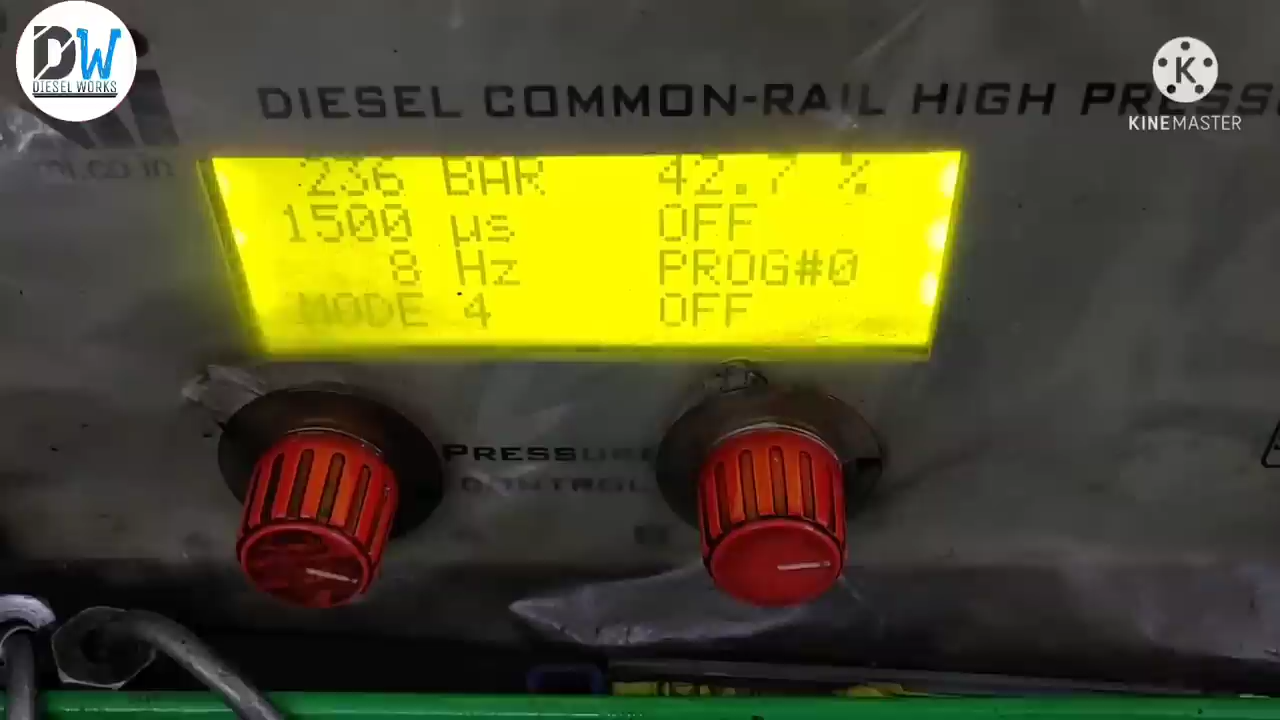 DW
DIESEL WORKS
K
KINEMASTER
DIESEL COMMON-RAIL HIGH
236 BAR 42.7 %
1500 µs OFF
8 Hz PROG#0
MODE 4 OFF
PRESSURE
CONTROL